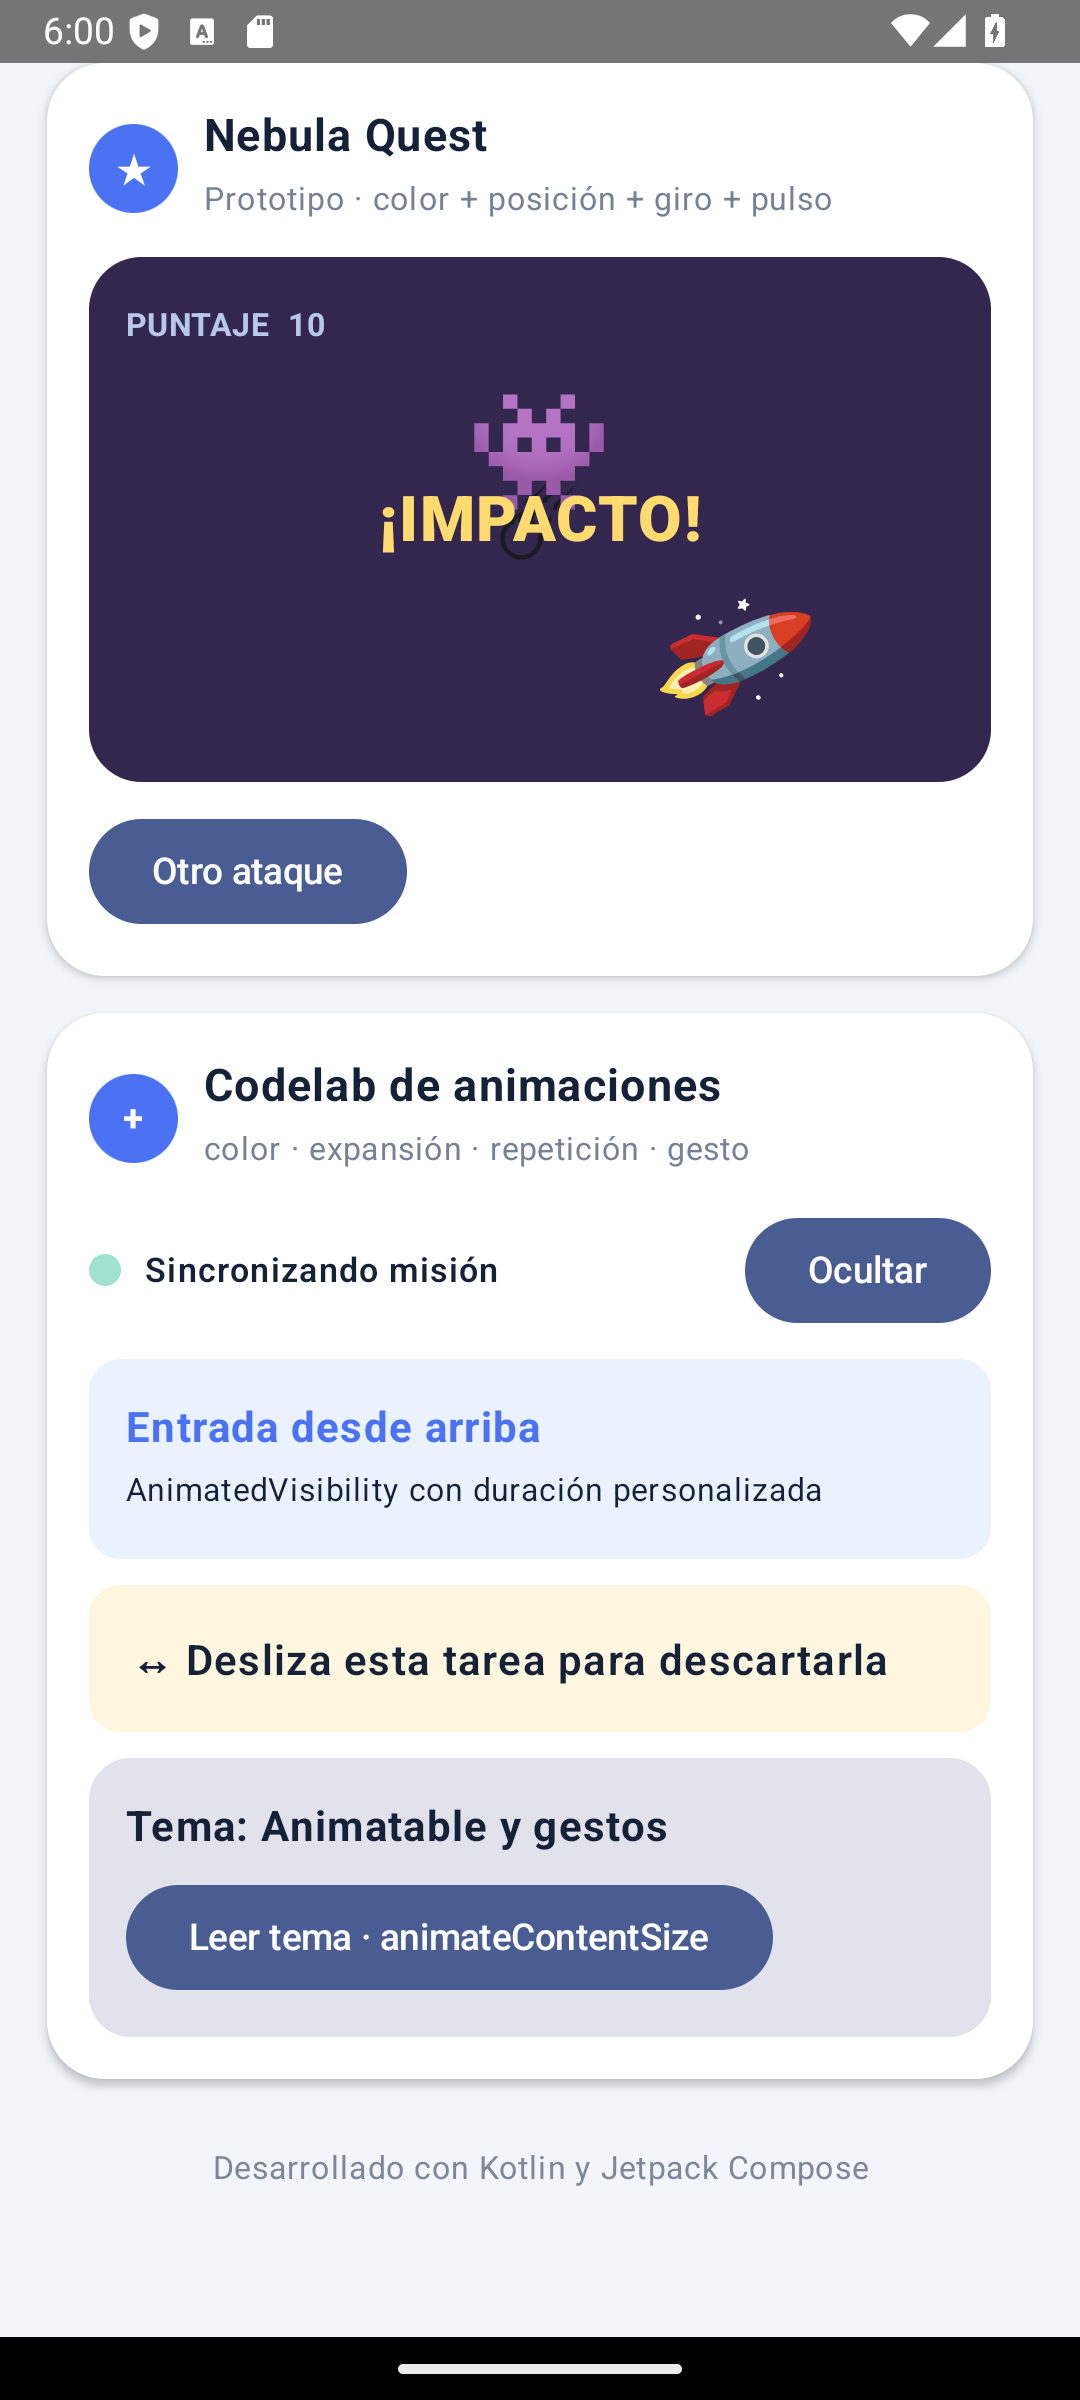 6:00
★
Nebula Quest
Prototipo · color + posición + giro + pulso
PUNTAJE 10
¡IMPACTO!
Otro ataque
+
Codelab de animaciones
color · expansión · repetición · gesto
Sincronizando misión
Ocultar
Entrada desde arriba
AnimatedVisibility con duración personalizada
↔ Desliza esta tarea para descartarla
Tema: Animatable y gestos
Leer tema · animateContentSize
Desarrollado con Kotlin y Jetpack Compose